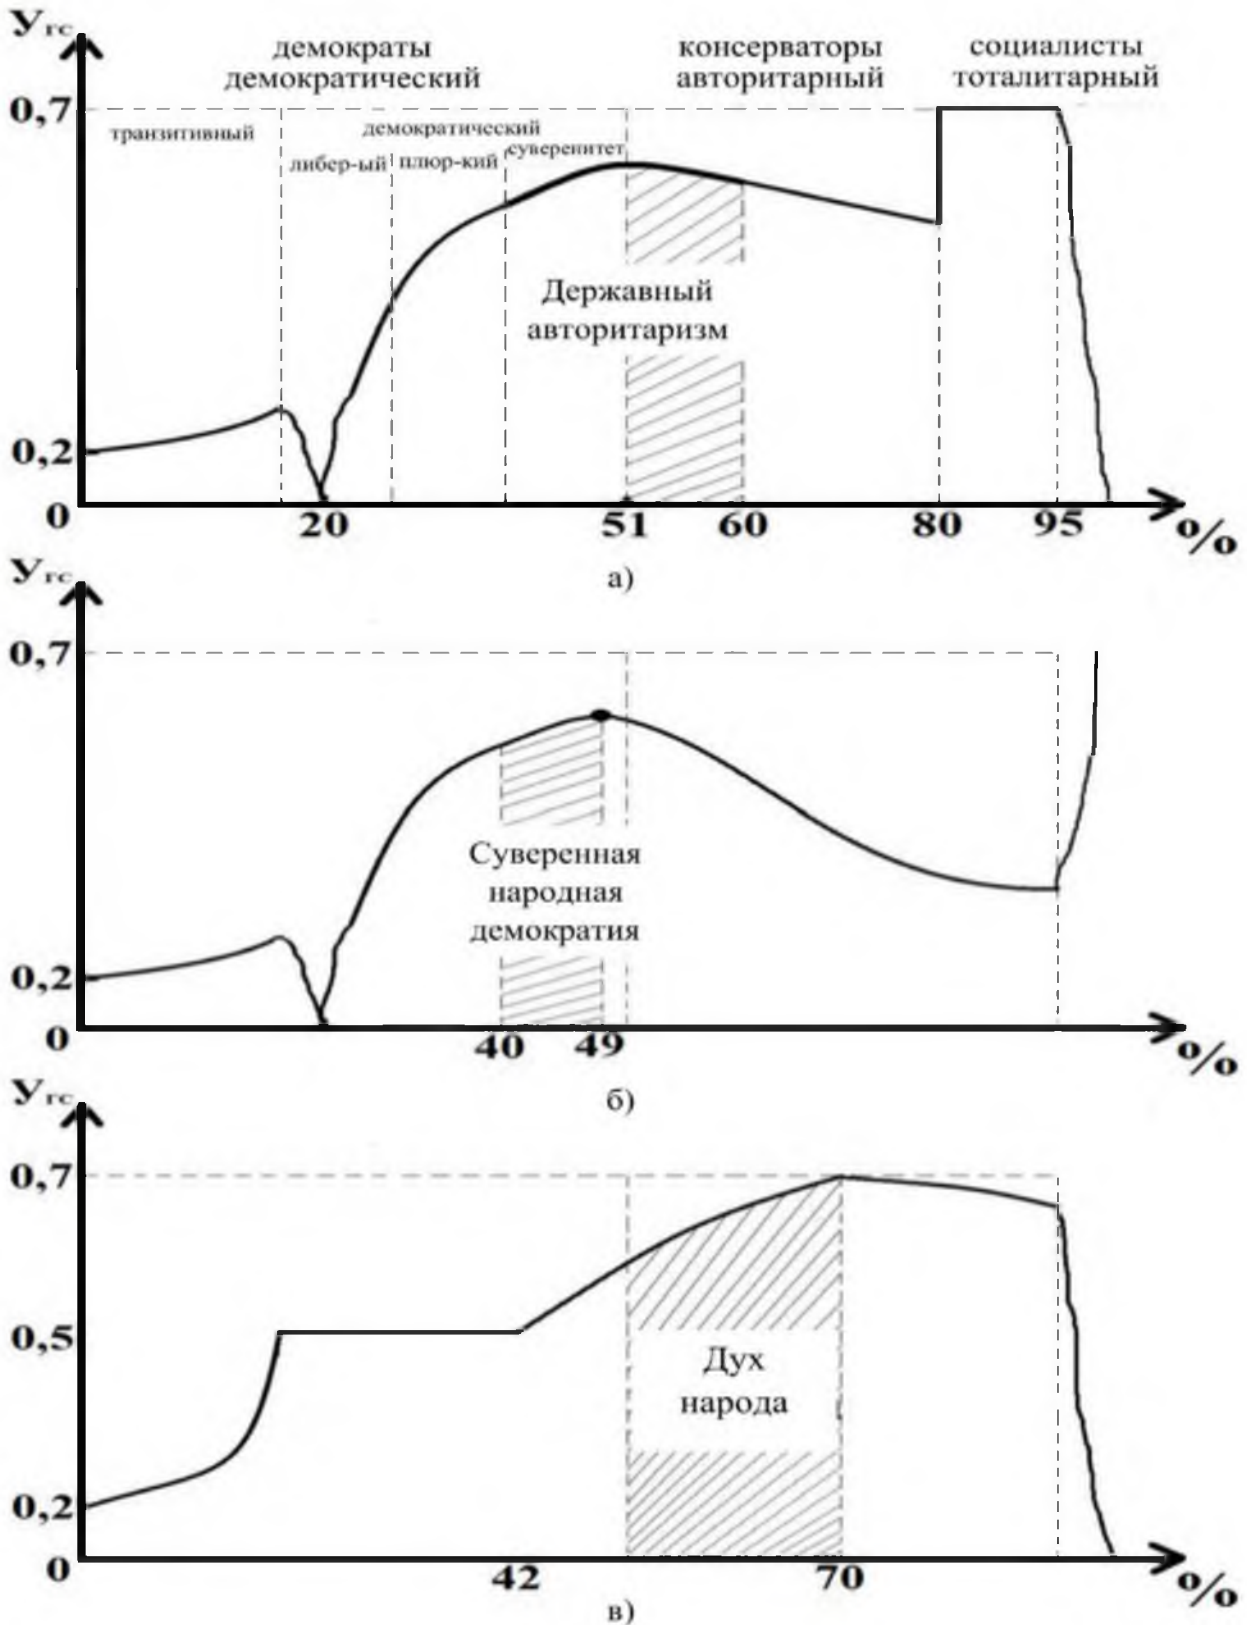 Угс
демократы
демократический
консерваторы
авторитарный
социалисты
тоталитарный
0,7
транзитивный
демократический
либер-ый
плюр-кий
суверенитет
Державный
авторитаризм
0,2
0
20
51
60
80
95
%
а)
Угс
0,7
Суверенная
народная
демократия
0,2
0
40
49
%
б)
Угс
0,7
0,5
Дух
народа
0,2
0
42
70
%
в)